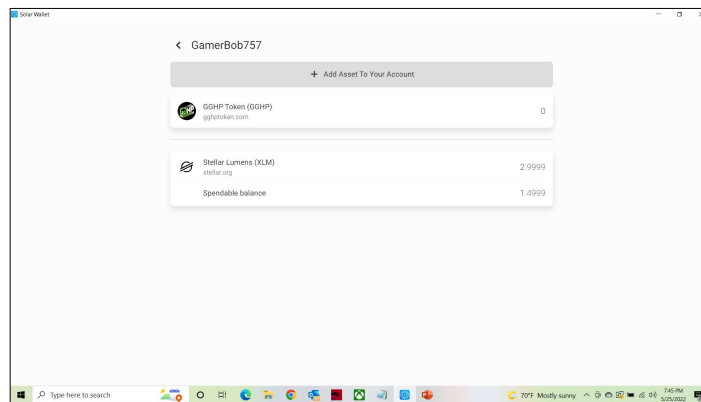 Solar Wallet
GamerBob757
+ Add Asset To Your Account
GGHP Token (GGHP)
gghptoken.com
0
Stellar Lumens (XLM)
stellar.org
2.9999
Spendable balance
1.4999
Type here to search
70°F Mostly sunny
7:45 PM
5/25/2022